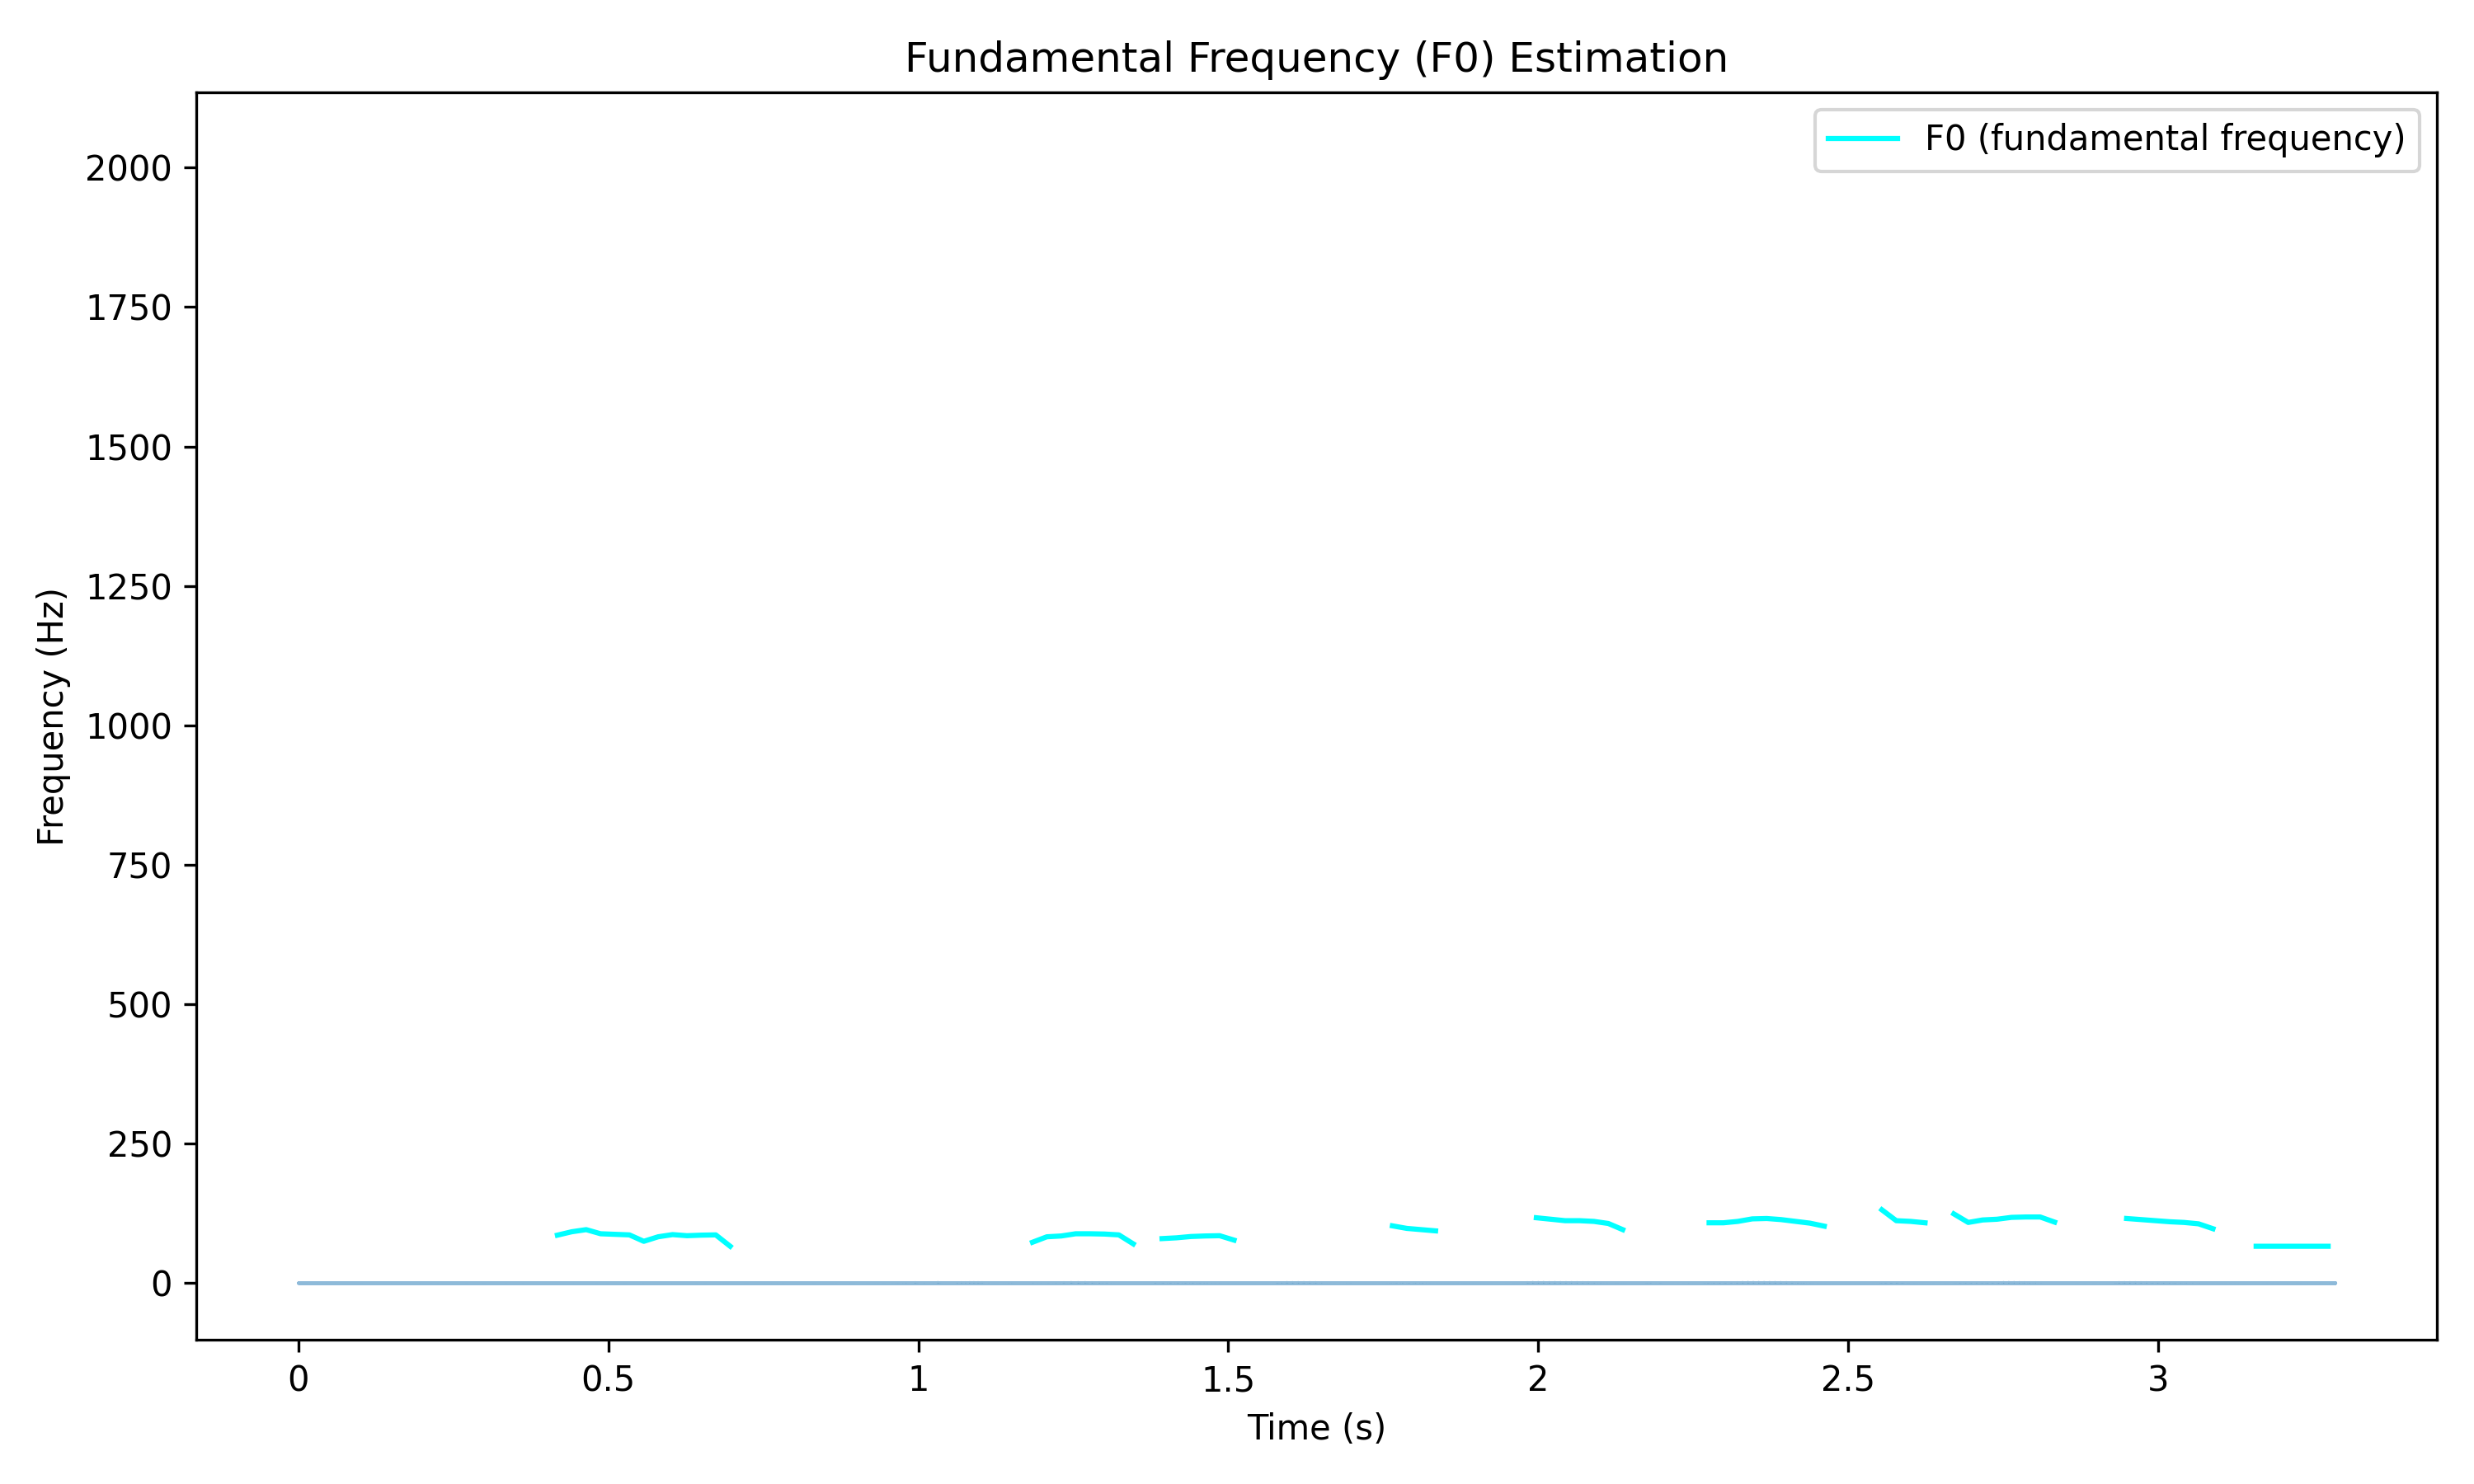 Fundamental Frequency (F0) Estimation
F0 (fundamental frequency)
2000
1750
1500
1250
1000
750
500
250
0
Frequency (Hz)
0 0.5 1 1.5 2 2.5 3
Time (s)